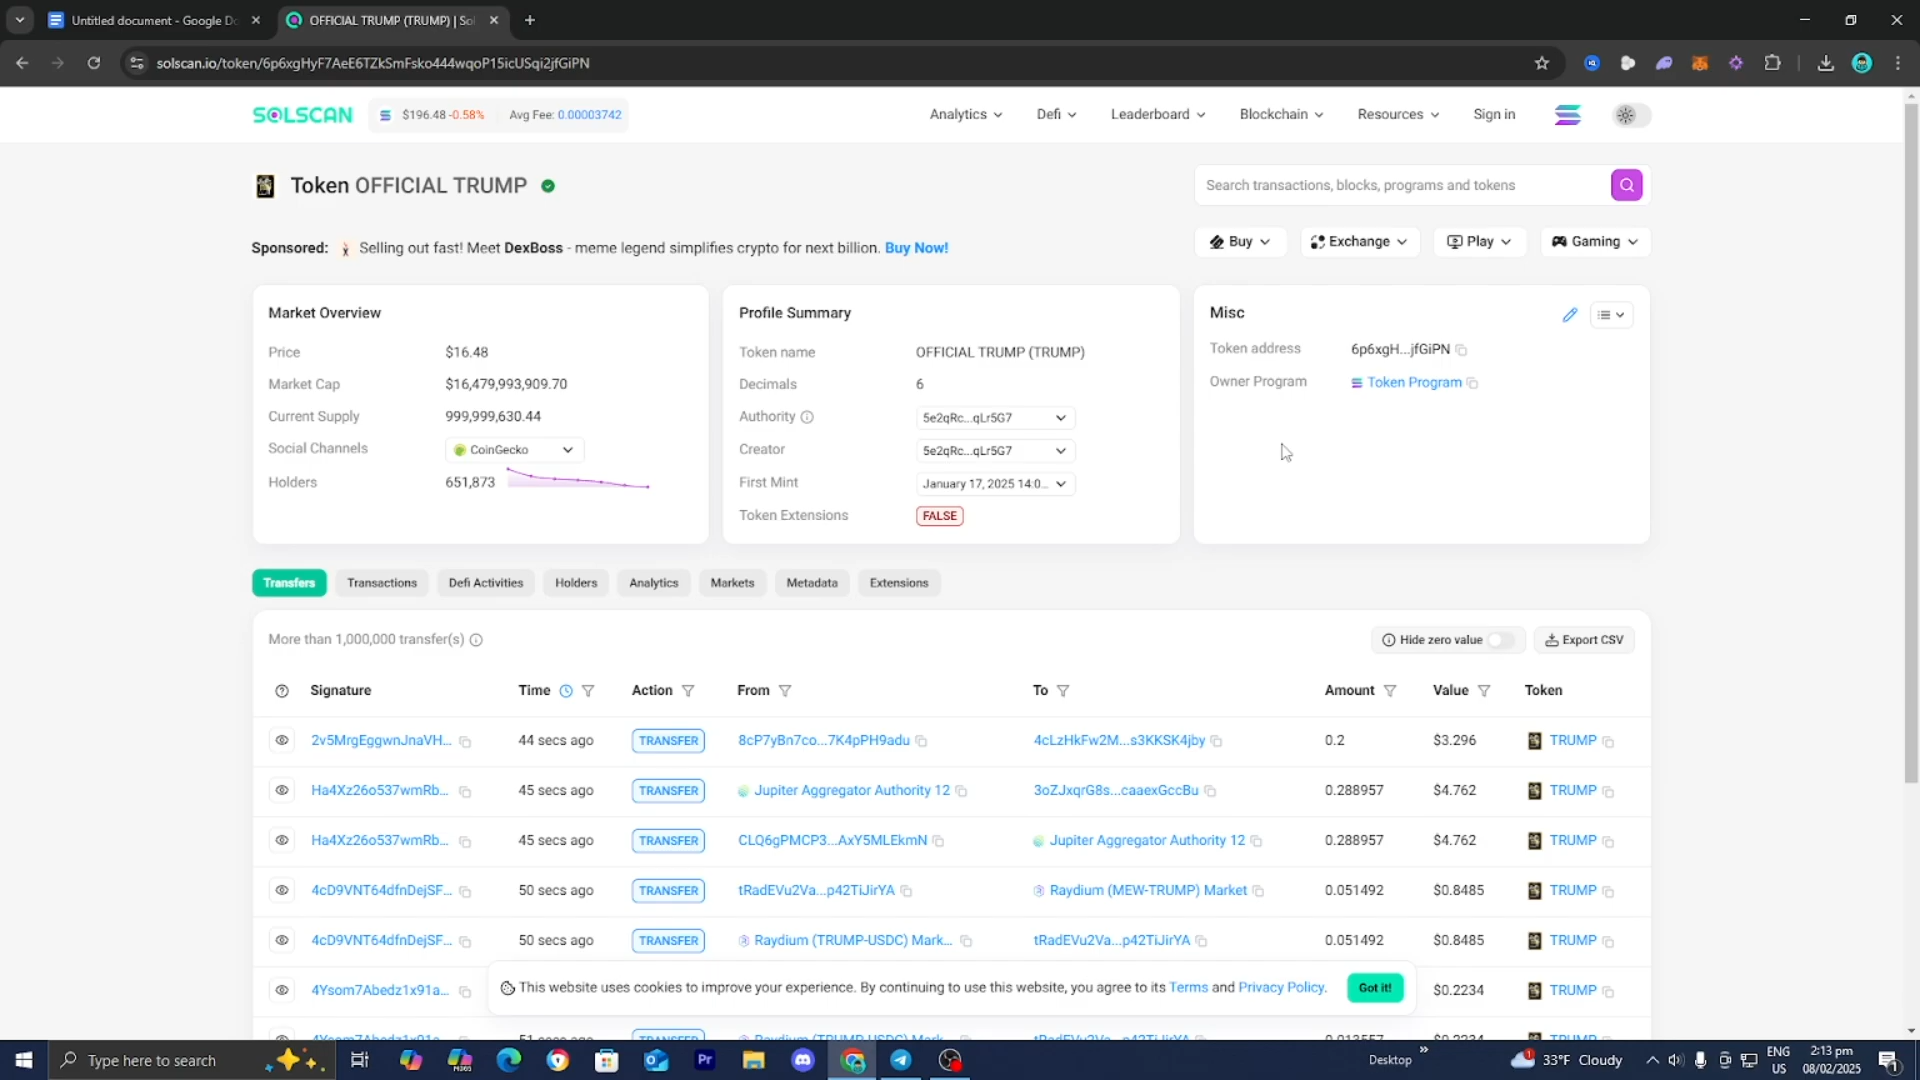 Untitled document - Google Do
OFFICIAL TRUMP (TRUMP) | Sol
solscan.io/token/6p6xgHyF7AeE6TZkSmFsko444wqoP15icUSqi2jfGiPN
SOLSCAN
$196.48 -0.58%
Avg Fee: 0.00003742
Analytics
Defi
Leaderboard
Blockchain
Resources
Sign in
Token OFFICIAL TRUMP
Search transactions, blocks, programs and tokens
Sponsored: Selling out fast! Meet DexBoss - meme legend simplifies crypto for next billion. Buy Now!
Buy
Exchange
Play
Gaming
Market Overview
Price $16.48
Market Cap $16,479,993,909.70
Current Supply 999,999,630.44
Social Channels CoinGecko
Holders 651,873
Profile Summary
Token name OFFICIAL TRUMP (TRUMP)
Decimals 6
Authority 5e2qRc...qLr5G7
Creator 5e2qRc...qLr5G7
First Mint January 17, 2025 14:0...
Token Extensions FALSE
Misc
Token address 6p6xgH...jfGiPN
Owner Program Token Program
Transfers Transactions Defi Activities Holders Analytics Markets Metadata Extensions
More than 1,000,000 transfer(s)
Hide zero value
Export CSV
Signature Time Action From To Amount Value Token
2v5MrgEggwnJnaVH... 44 secs ago TRANSFER 8cP7yBn7co...7K4pPH9adu 4cLzHkFw2M...s3KKSK4jby 0.2 $3.296 TRUMP
Ha4Xz26o537wmRb... 45 secs ago TRANSFER Jupiter Aggregator Authority 12 3oZJxqrG8s...caaexGccBu 0.288957 $4.762 TRUMP
Ha4Xz26o537wmRb... 45 secs ago TRANSFER CLQ6gPMCP3...AxY5MLEkmN Jupiter Aggregator Authority 12 0.288957 $4.762 TRUMP
4cD9VNT64dfnDejSF... 50 secs ago TRANSFER tRadEVu2Va...p42TiJirYA Raydium (MEW-TRUMP) Market 0.051492 $0.8485 TRUMP
4cD9VNT64dfnDejSF... 50 secs ago TRANSFER Raydium (TRUMP-USDC) Mark... tRadEVu2Va...p42TiJirYA 0.051492 $0.8485 TRUMP
4Ysom7Abedz1x91a... $0.2234 TRUMP
This website uses cookies to improve your experience. By continuing to use this website, you agree to its Terms and Privacy Policy. Got it!
Type here to search
Desktop
33°F Cloudy
ENG
US
2:13 pm
08/02/2025